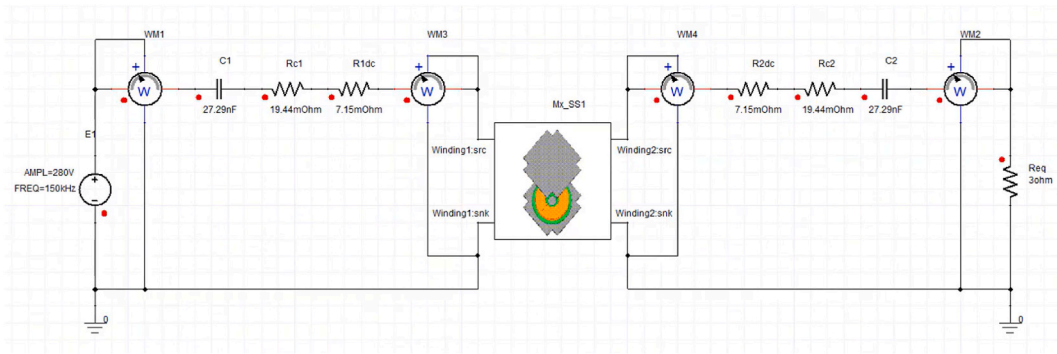 WM1
WM3
WM4
WM2
C1
Rc1
R1dc
R2dc
Rc2
C2
+
W
+
W
+
W
+
W
27.29nF
19.44mOhm
7.15mOhm
7.15mOhm
19.44mOhm
27.29nF
Mx_SS1
E1
Winding1:src
Winding2:src
AMPL=280V
FREQ=150kHz
+
Req
3ohm
Winding1:snk
Winding2:snk
0
0